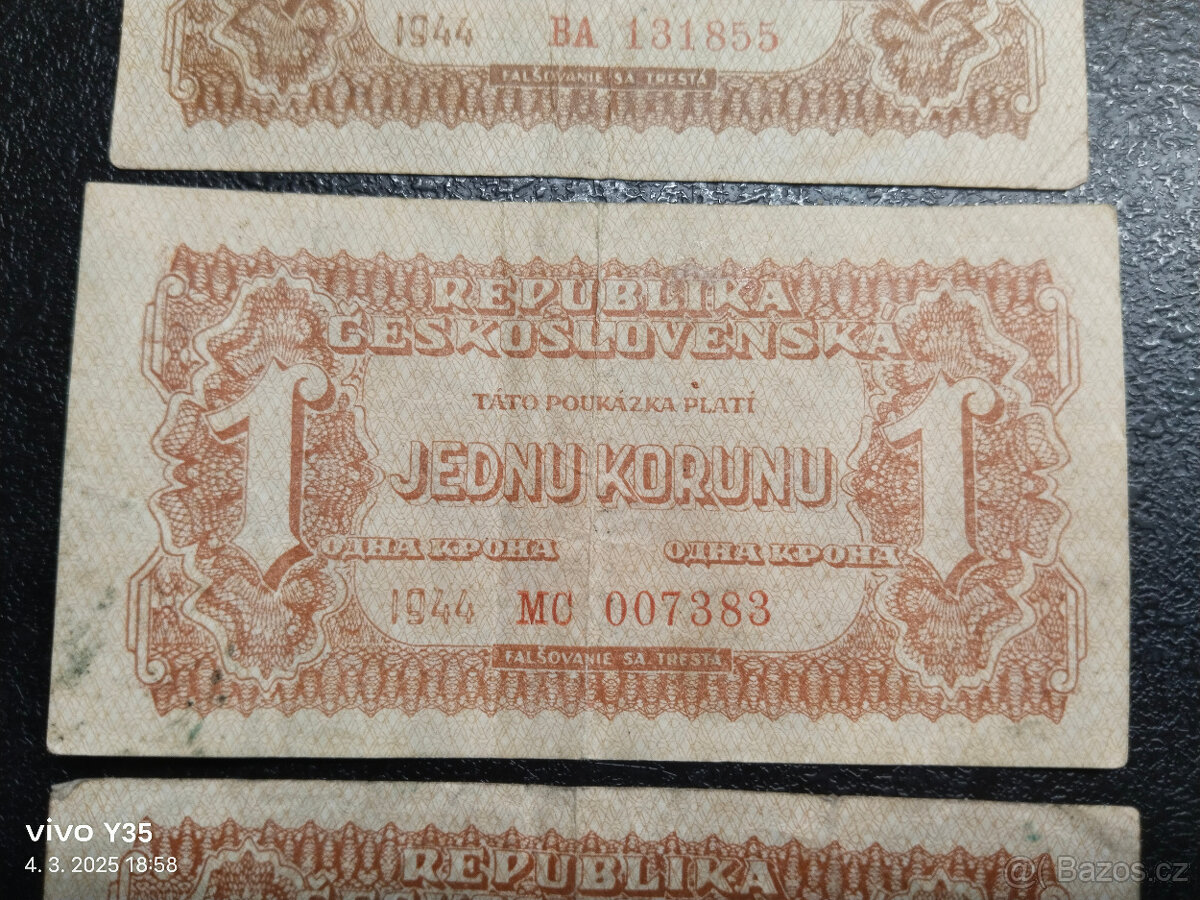 1944 BA 131855
FALŠOVANIE SA TRESTÁ
REPUBLIKA
ČESKOSLOVENSKÁ
TÁTO POUKÁZKA PLATÍ
1 JEDNU KORUNU 1
ОДНА КРОНА ОДНА КРОНА
1944 MC 007383
FALŠOVANIE SA TRESTÁ
REPUBLIKA
vivo Y35
4. 3. 2025 18:58
@ Bazos.cz